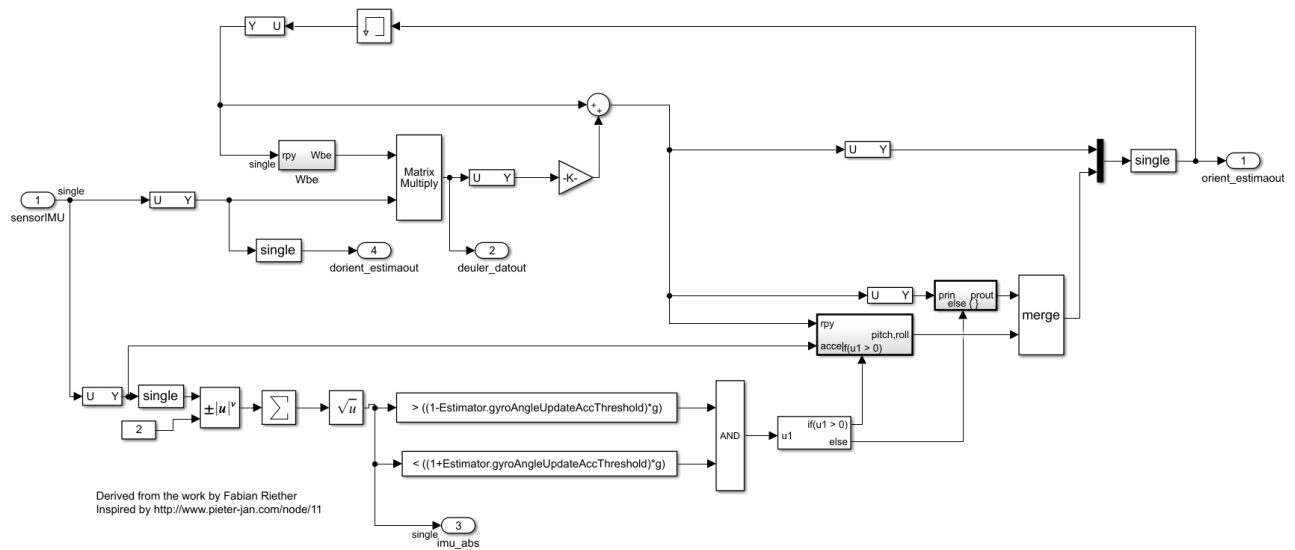 Y U
+
+
rpy Wbe
single
Wbe
Matrix
Multiply
U Y
-K-
U Y
single
1
orient_estimaout
1
single
sensorIMU
U Y
single
4
dorient_estimaout
2
deuler_datout
U Y
prin prout
else { }
merge
rpy
pitch,roll
accel
if(u1 > 0)
U Y
single
2
±|u|ᵛ
∑
√u
> ((1-Estimator.gyroAngleUpdateAccThreshold)*g)
< ((1+Estimator.gyroAngleUpdateAccThreshold)*g)
AND
u1
if(u1 > 0)
else
Derived from the work by Fabian Riether
Inspired by http://www.pieter-jan.com/node/11
single
3
imu_abs